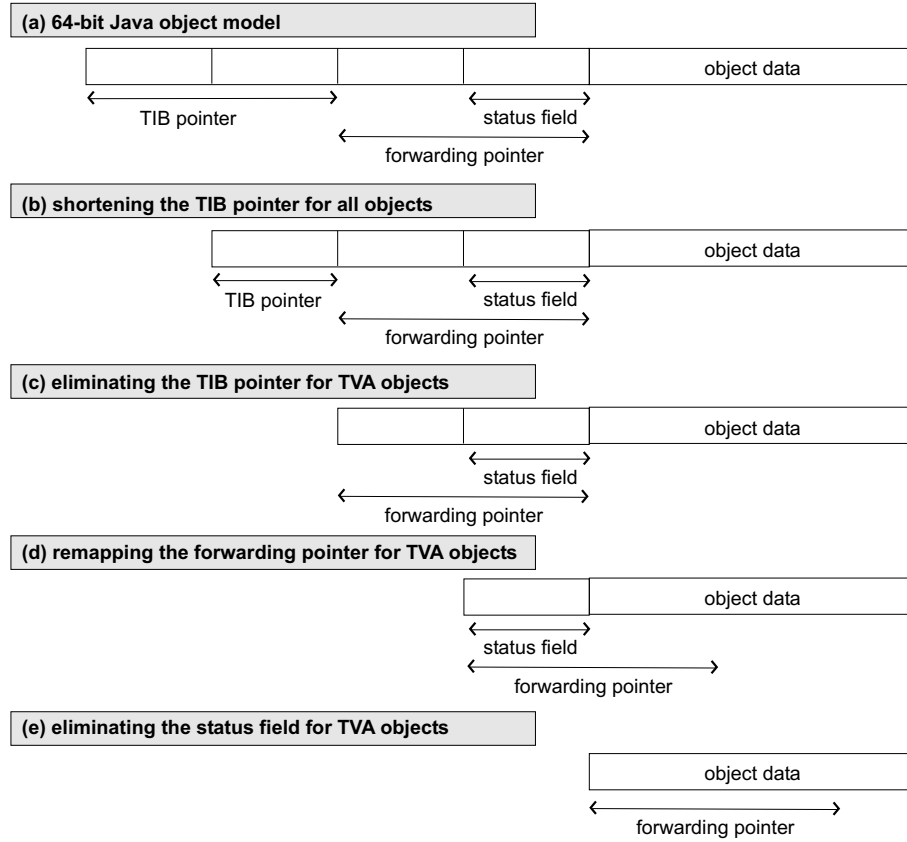 (a) 64-bit Java object model
object data
TIB pointer
status field
forwarding pointer
(b) shortening the TIB pointer for all objects
object data
TIB pointer
status field
forwarding pointer
(c) eliminating the TIB pointer for TVA objects
object data
status field
forwarding pointer
(d) remapping the forwarding pointer for TVA objects
object data
status field
forwarding pointer
(e) eliminating the status field for TVA objects
object data
forwarding pointer